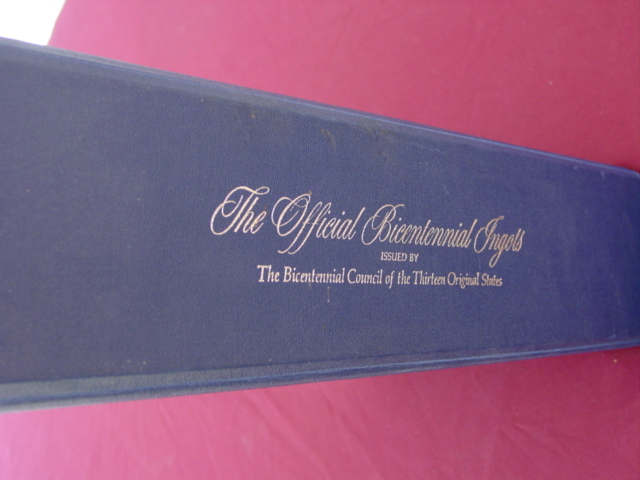 The Official Bicentennial Ingots
ISSUED BY
The Bicentennial Council of the Thirteen Original States